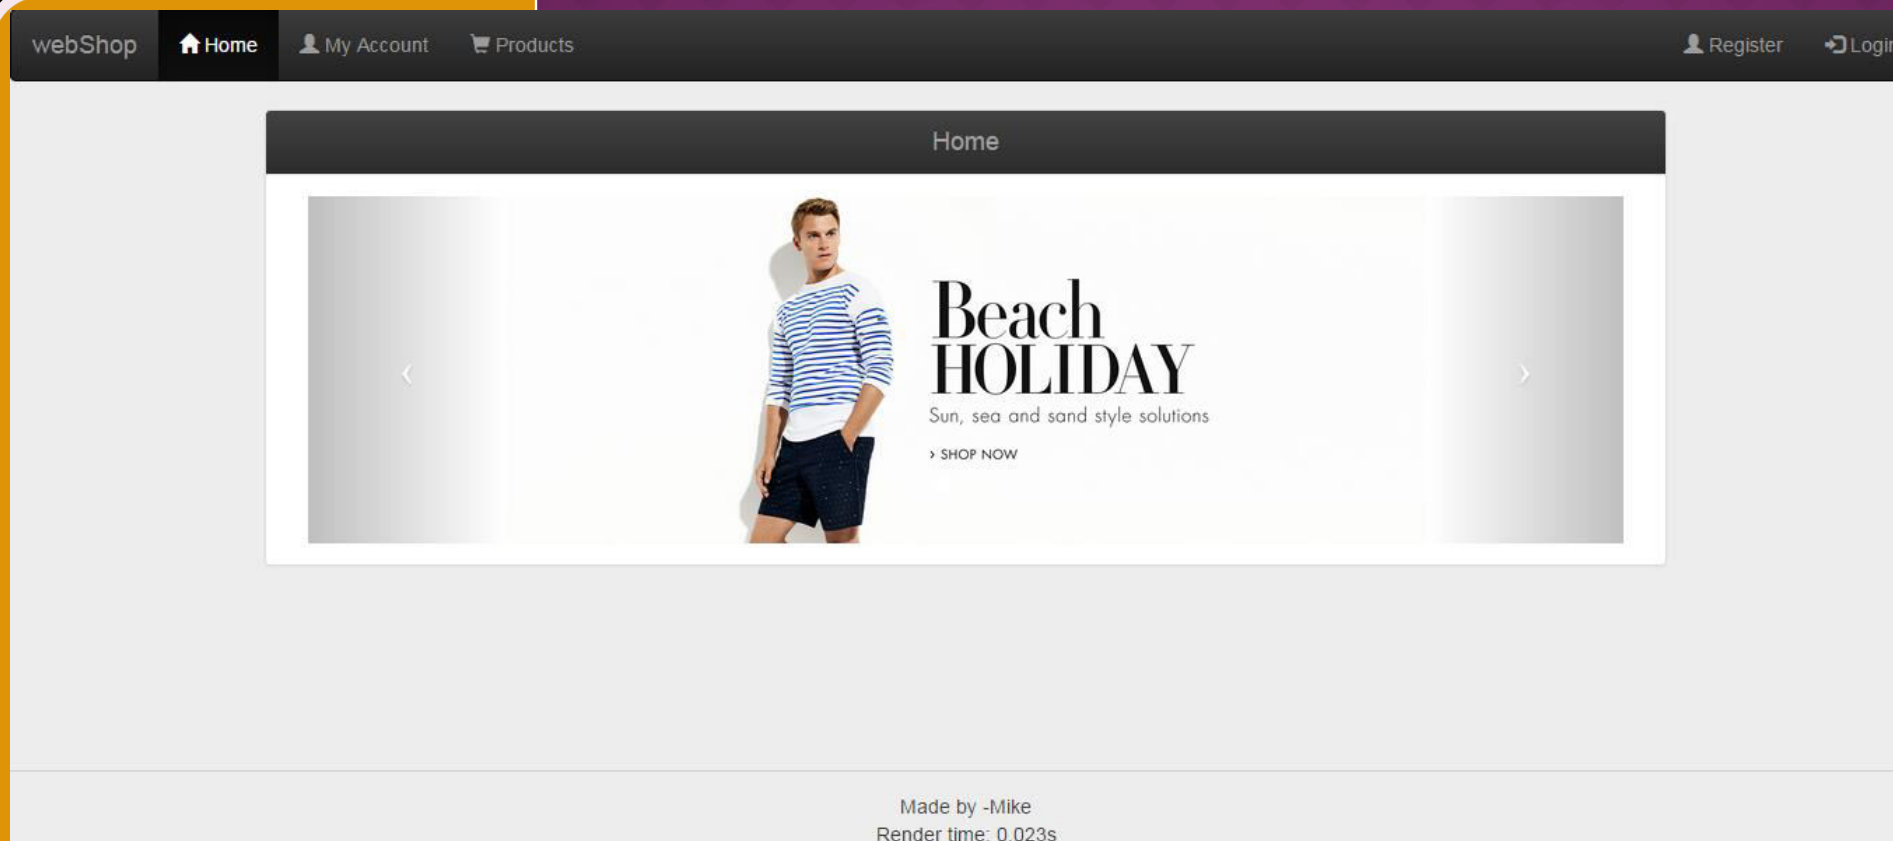 webShop Home My Account Products Register Login
Home
Beach
HOLIDAY
Sun, sea and sand style solutions
› SHOP NOW
Made by -Mike
Render time: 0.023s